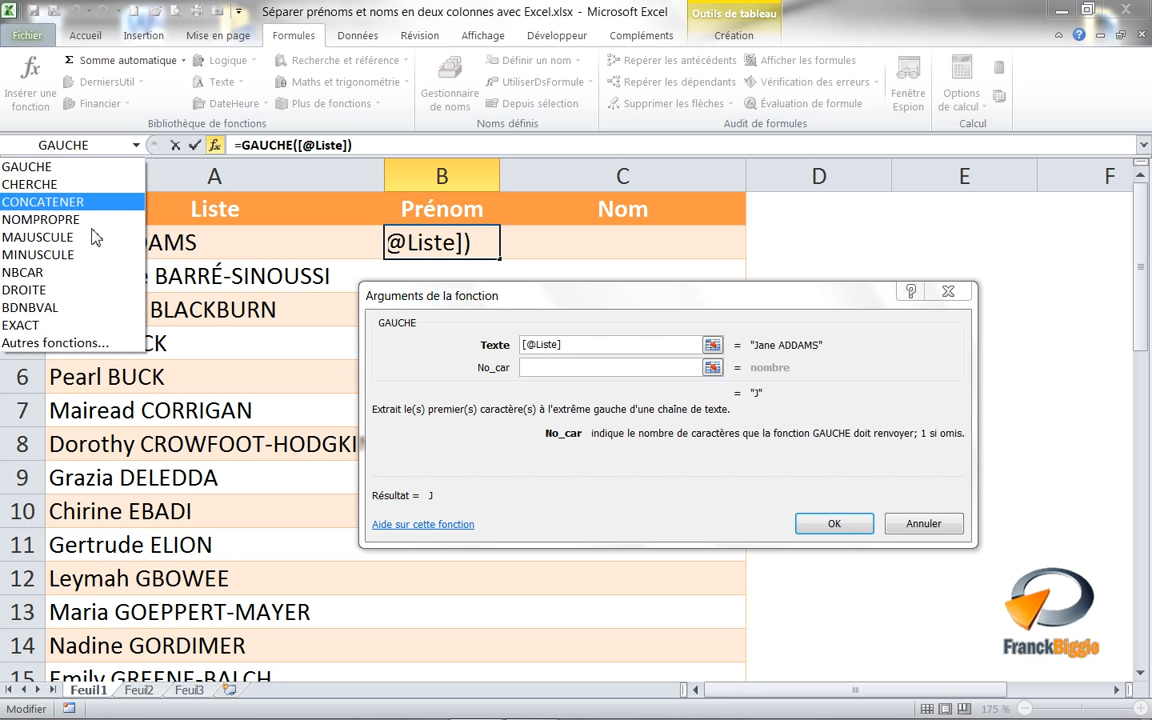 Séparer prénoms et noms en deux colonnes avec Excel.xlsx - Microsoft Excel
Outils de tableau
Fichier
Accueil
Insertion
Mise en page
Formules
Données
Révision
Affichage
Développeur
Compléments
Création
Insérer une fonction
Σ Somme automatique
DerniersUtil
Financier
Logique
Texte
DateHeure
Recherche et référence
Maths et trigonométrie
Plus de fonctions
Bibliothèque de fonctions
Gestionnaire de noms
Définir un nom
UtiliserDsFormule
Depuis sélection
Noms définis
Repérer les antécédents
Repérer les dépendants
Supprimer les flèches
Afficher les formules
Vérification des erreurs
Évaluation de formule
Audit de formules
Fenêtre Espion
Options de calcul
Calcul
GAUCHE
fx
=GAUCHE([@Liste])
GAUCHE
CHERCHE
CONCATENER
NOMPROPRE
MAJUSCULE
MINUSCULE
NBCAR
DROITE
BDNBVAL
EXACT
Autres fonctions...
A B C D E F
Liste Prénom Nom
DAMS @Liste])
BARRÉ-SINOUSSI
BLACKBURN
CK
6 Pearl BUCK
7 Mairead CORRIGAN
8 Dorothy CROWFOOT-HODGKI
9 Grazia DELEDDA
10 Chirine EBADI
11 Gertrude ELION
12 Leymah GBOWEE
13 Maria GOEPPERT-MAYER
14 Nadine GORDIMER
15 Emily GREENE-BALCH
Arguments de la fonction
GAUCHE
Texte [@Liste] = "Jane ADDAMS"
No_car = nombre
= "J"
Extrait le(s) premier(s) caractère(s) à l'extrême gauche d'une chaîne de texte.
No_car indique le nombre de caractères que la fonction GAUCHE doit renvoyer; 1 si omis.
Résultat = J
Aide sur cette fonction
OK
Annuler
FranckBiggio
Feuil1 Feuil2 Feuil3
Modifier
175 %